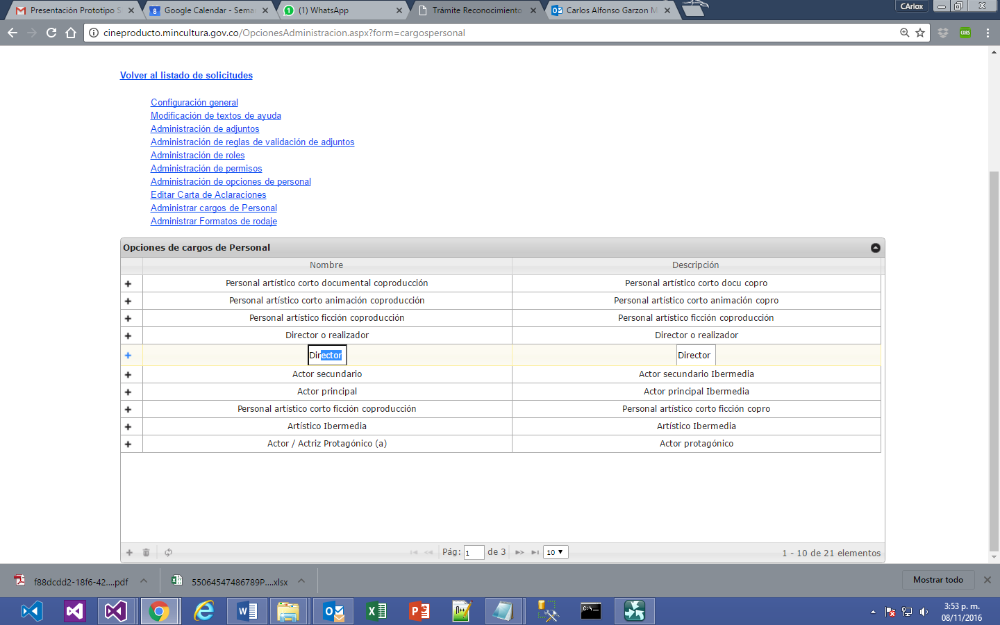 Presentación Prototipo S
Google Calendar - Sema
(1) WhatsApp
Trámite Reconocimiento
Carlos Alfonso Garzon M
CArlox
cineproducto.mincultura.gov.co/OpcionesAdministracion.aspx?form=cargospersonal
CORS
Volver al listado de solicitudes
Configuración general
Modificación de textos de ayuda
Administración de adjuntos
Administración de reglas de validación de adjuntos
Administración de roles
Administración de permisos
Administración de opciones de personal
Editar Carta de Aclaraciones
Administrar cargos de Personal
Administrar Formatos de rodaje
Opciones de cargos de Personal
Nombre Descripción
Personal artístico corto documental coproducción Personal artístico corto docu copro
Personal artístico corto animación coproducción Personal artístico corto animación copro
Personal artístico ficción coproducción Personal artístico ficción coproducción
Director o realizador Director o realizador
Director Director
Actor secundario Actor secundario Ibermedia
Actor principal Actor principal Ibermedia
Personal artístico corto ficción coproducción Personal artístico corto ficción copro
Artístico Ibermedia Artístico Ibermedia
Actor / Actriz Protagónico (a) Actor protagónico
Pág: 1 de 3 10 1 - 10 de 21 elementos
f88dcdd2-18f6-42....pdf 55064547486789P....xlsx Mostrar todo
3:53 p. m.
08/11/2016